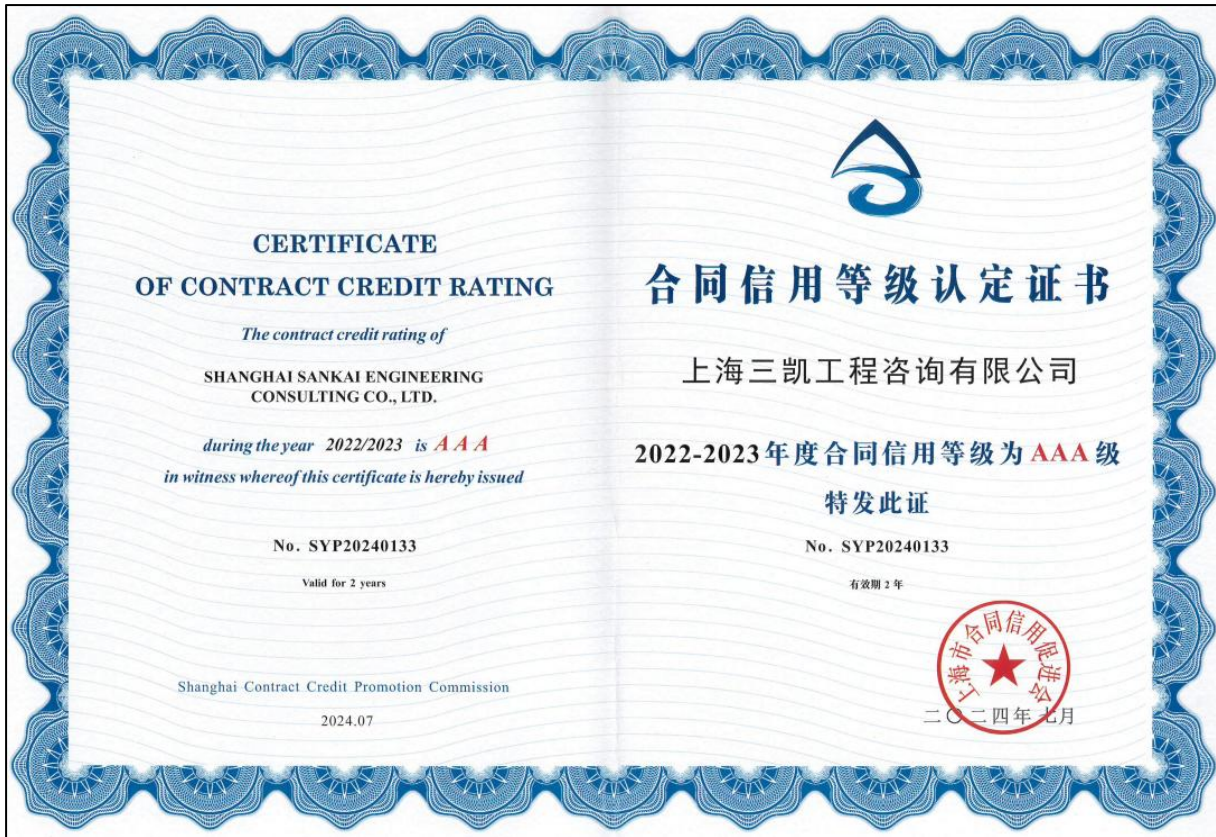 CERTIFICATE
OF CONTRACT CREDIT RATING
The contract credit rating of
SHANGHAI SANKAI ENGINEERING
CONSULTING CO., LTD.
during the year 2022/2023 is A A A
in witness whereof this certificate is hereby issued
No. SYP20240133
Valid for 2 years
Shanghai Contract Credit Promotion Commission
2024.07
合同信用等级认定证书
上海三凯工程咨询有限公司
2022-2023年度合同信用等级为 AAA 级
特发此证
No. SYP20240133
有效期 2 年
上海市合同信用促进会
二〇二四年七月